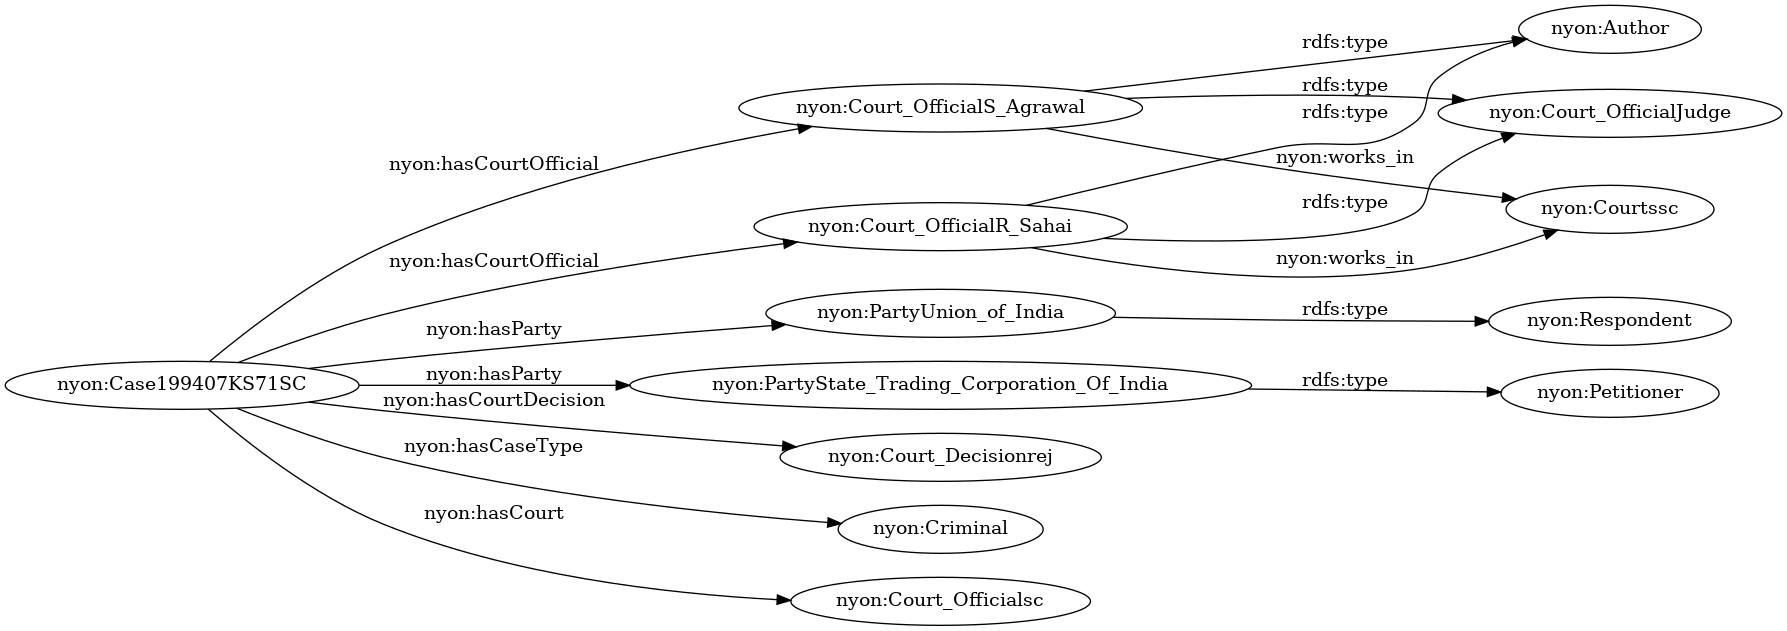 nyon:Author
rdfs:type
rdfs:type
nyon:Court_OfficialS_Agrawal
nyon:Court_OfficialJudge
rdfs:type
nyon:works_in
nyon:hasCourtOfficial
rdfs:type
nyon:Courtssc
nyon:Court_OfficialR_Sahai
nyon:hasCourtOfficial
nyon:works_in
nyon:PartyUnion_of_India
rdfs:type
nyon:Respondent
nyon:hasParty
nyon:Case199407KS71SC
nyon:hasParty
nyon:PartyState_Trading_Corporation_Of_India
rdfs:type
nyon:Petitioner
nyon:hasCourtDecision
nyon:hasCaseType
nyon:Court_Decisionrej
nyon:hasCourt
nyon:Criminal
nyon:Court_Officialsc